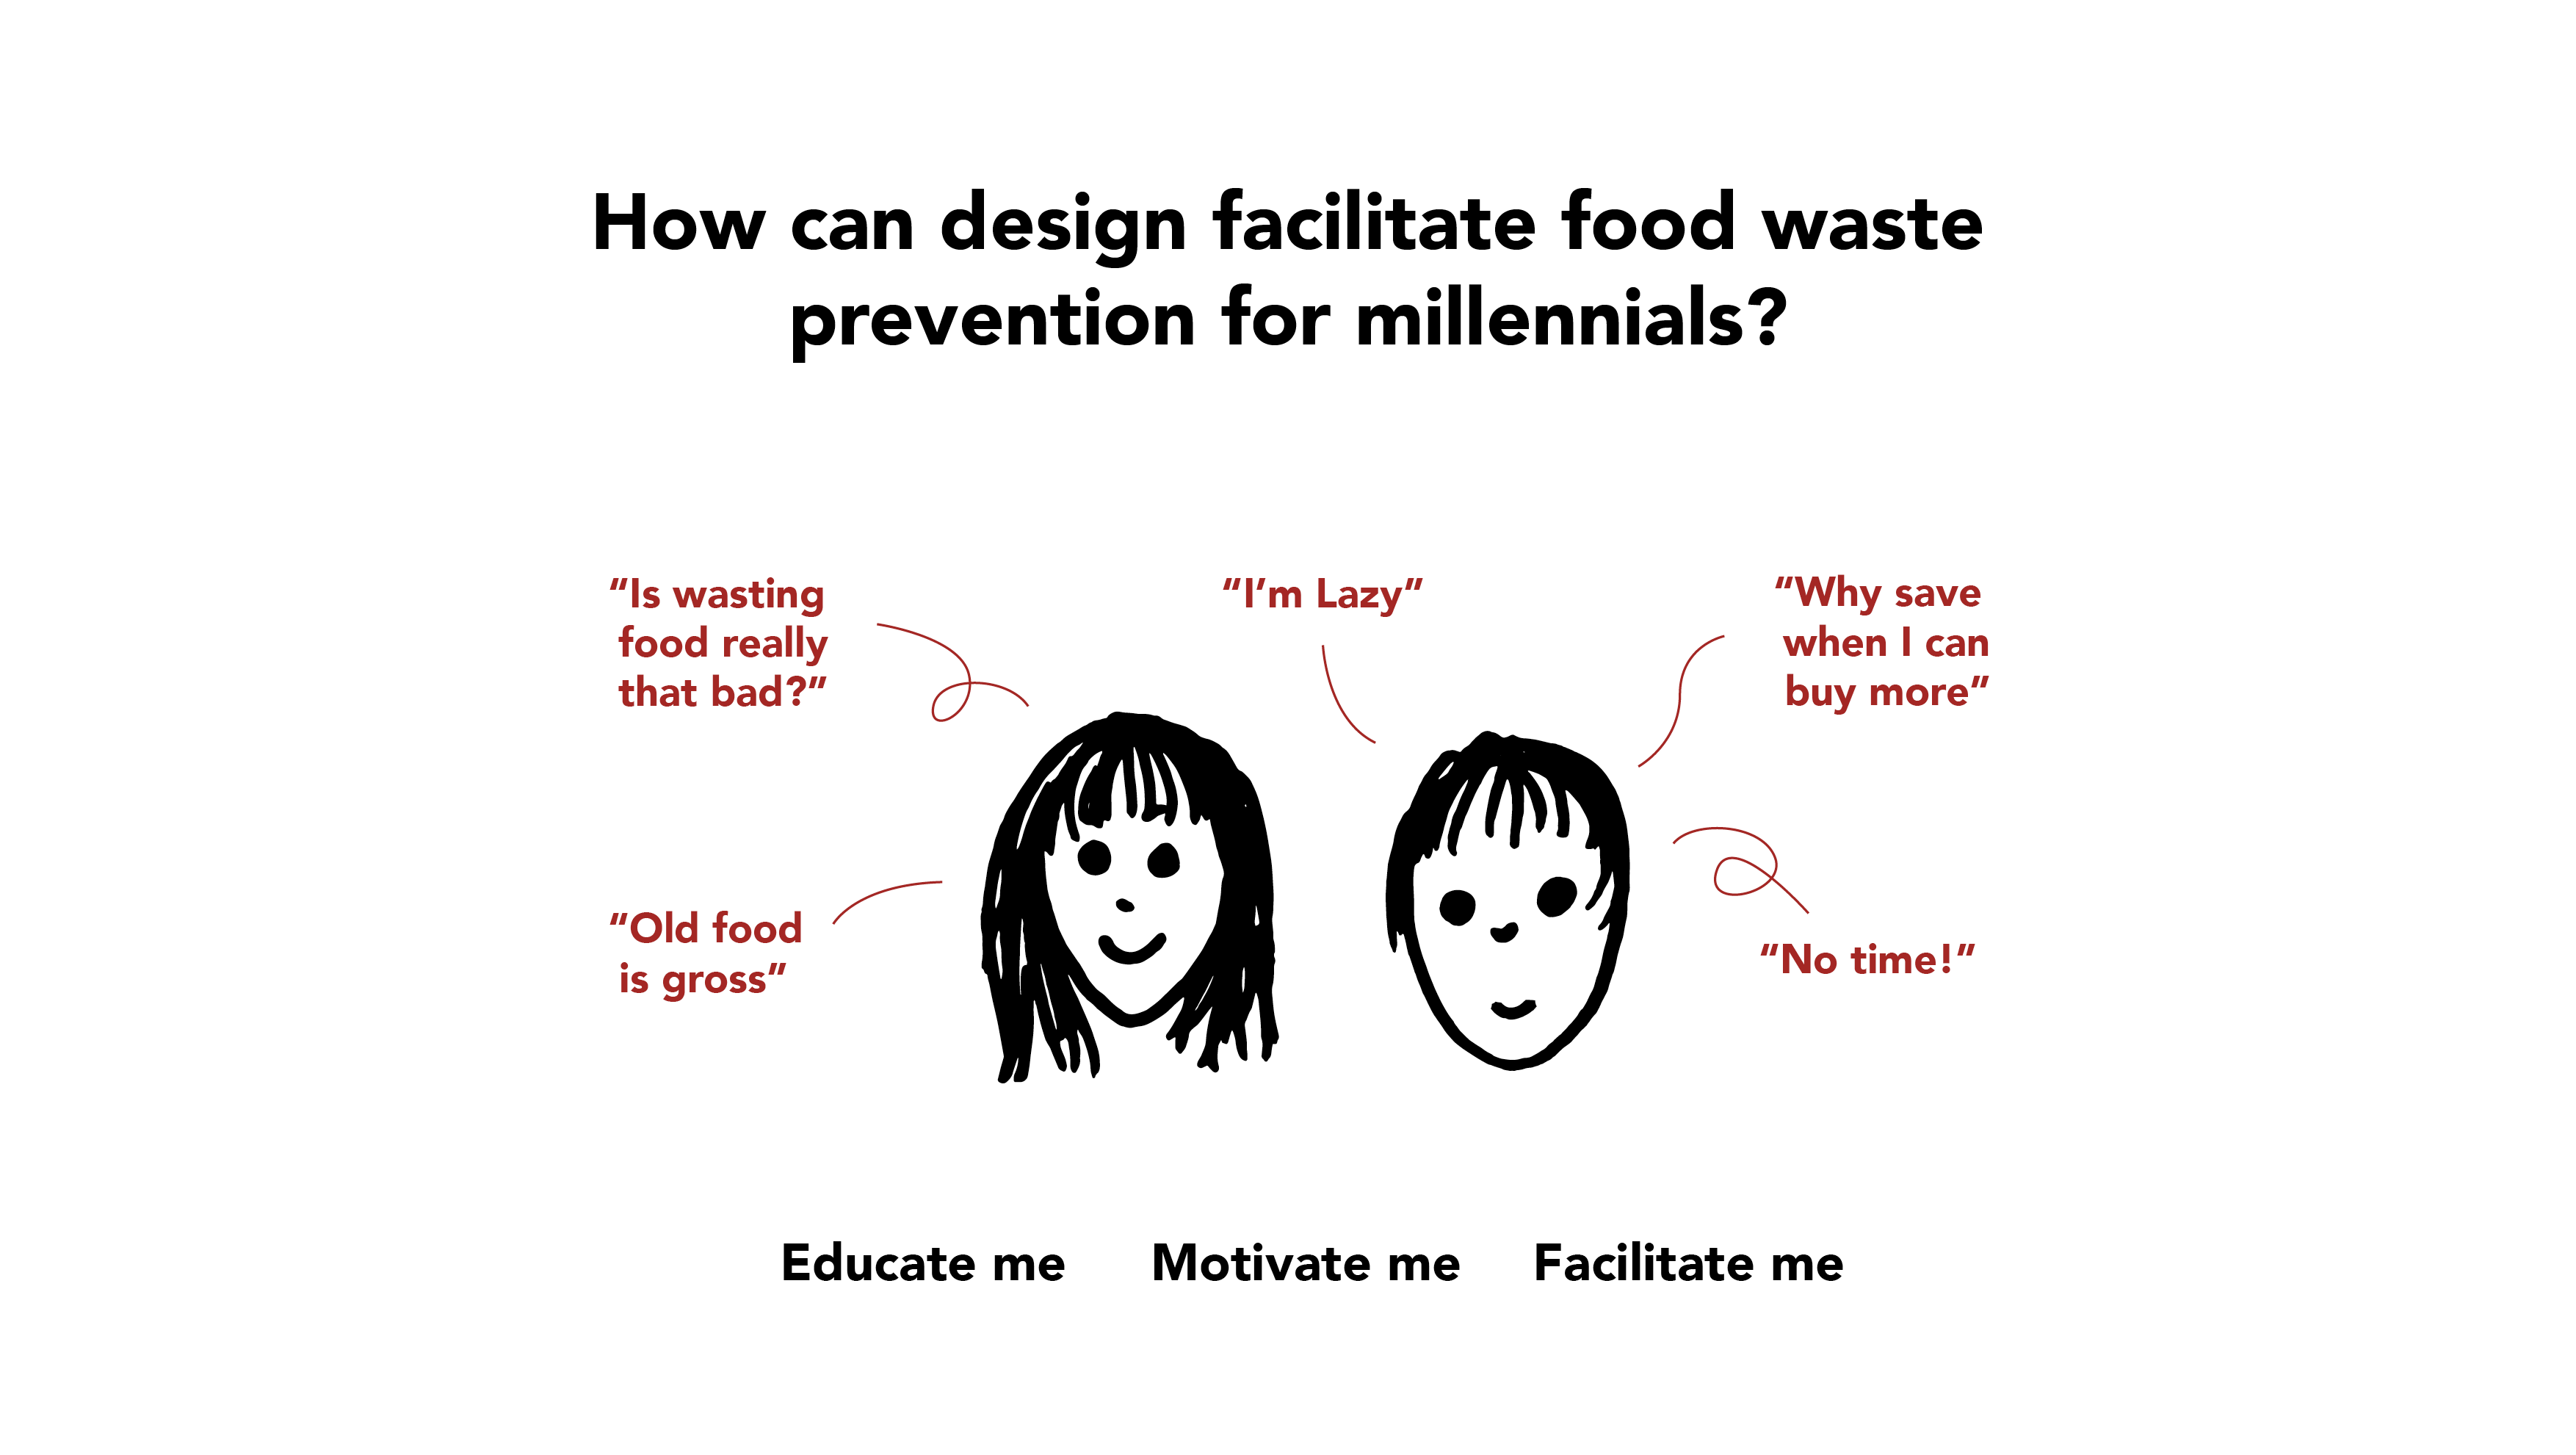 How can design facilitate food waste
prevention for millennials?
“Is wasting
food really
that bad?”
“I’m Lazy”
“Why save
when I can
buy more”
“Old food
is gross”
“No time!”
Educate me
Motivate me
Facilitate me